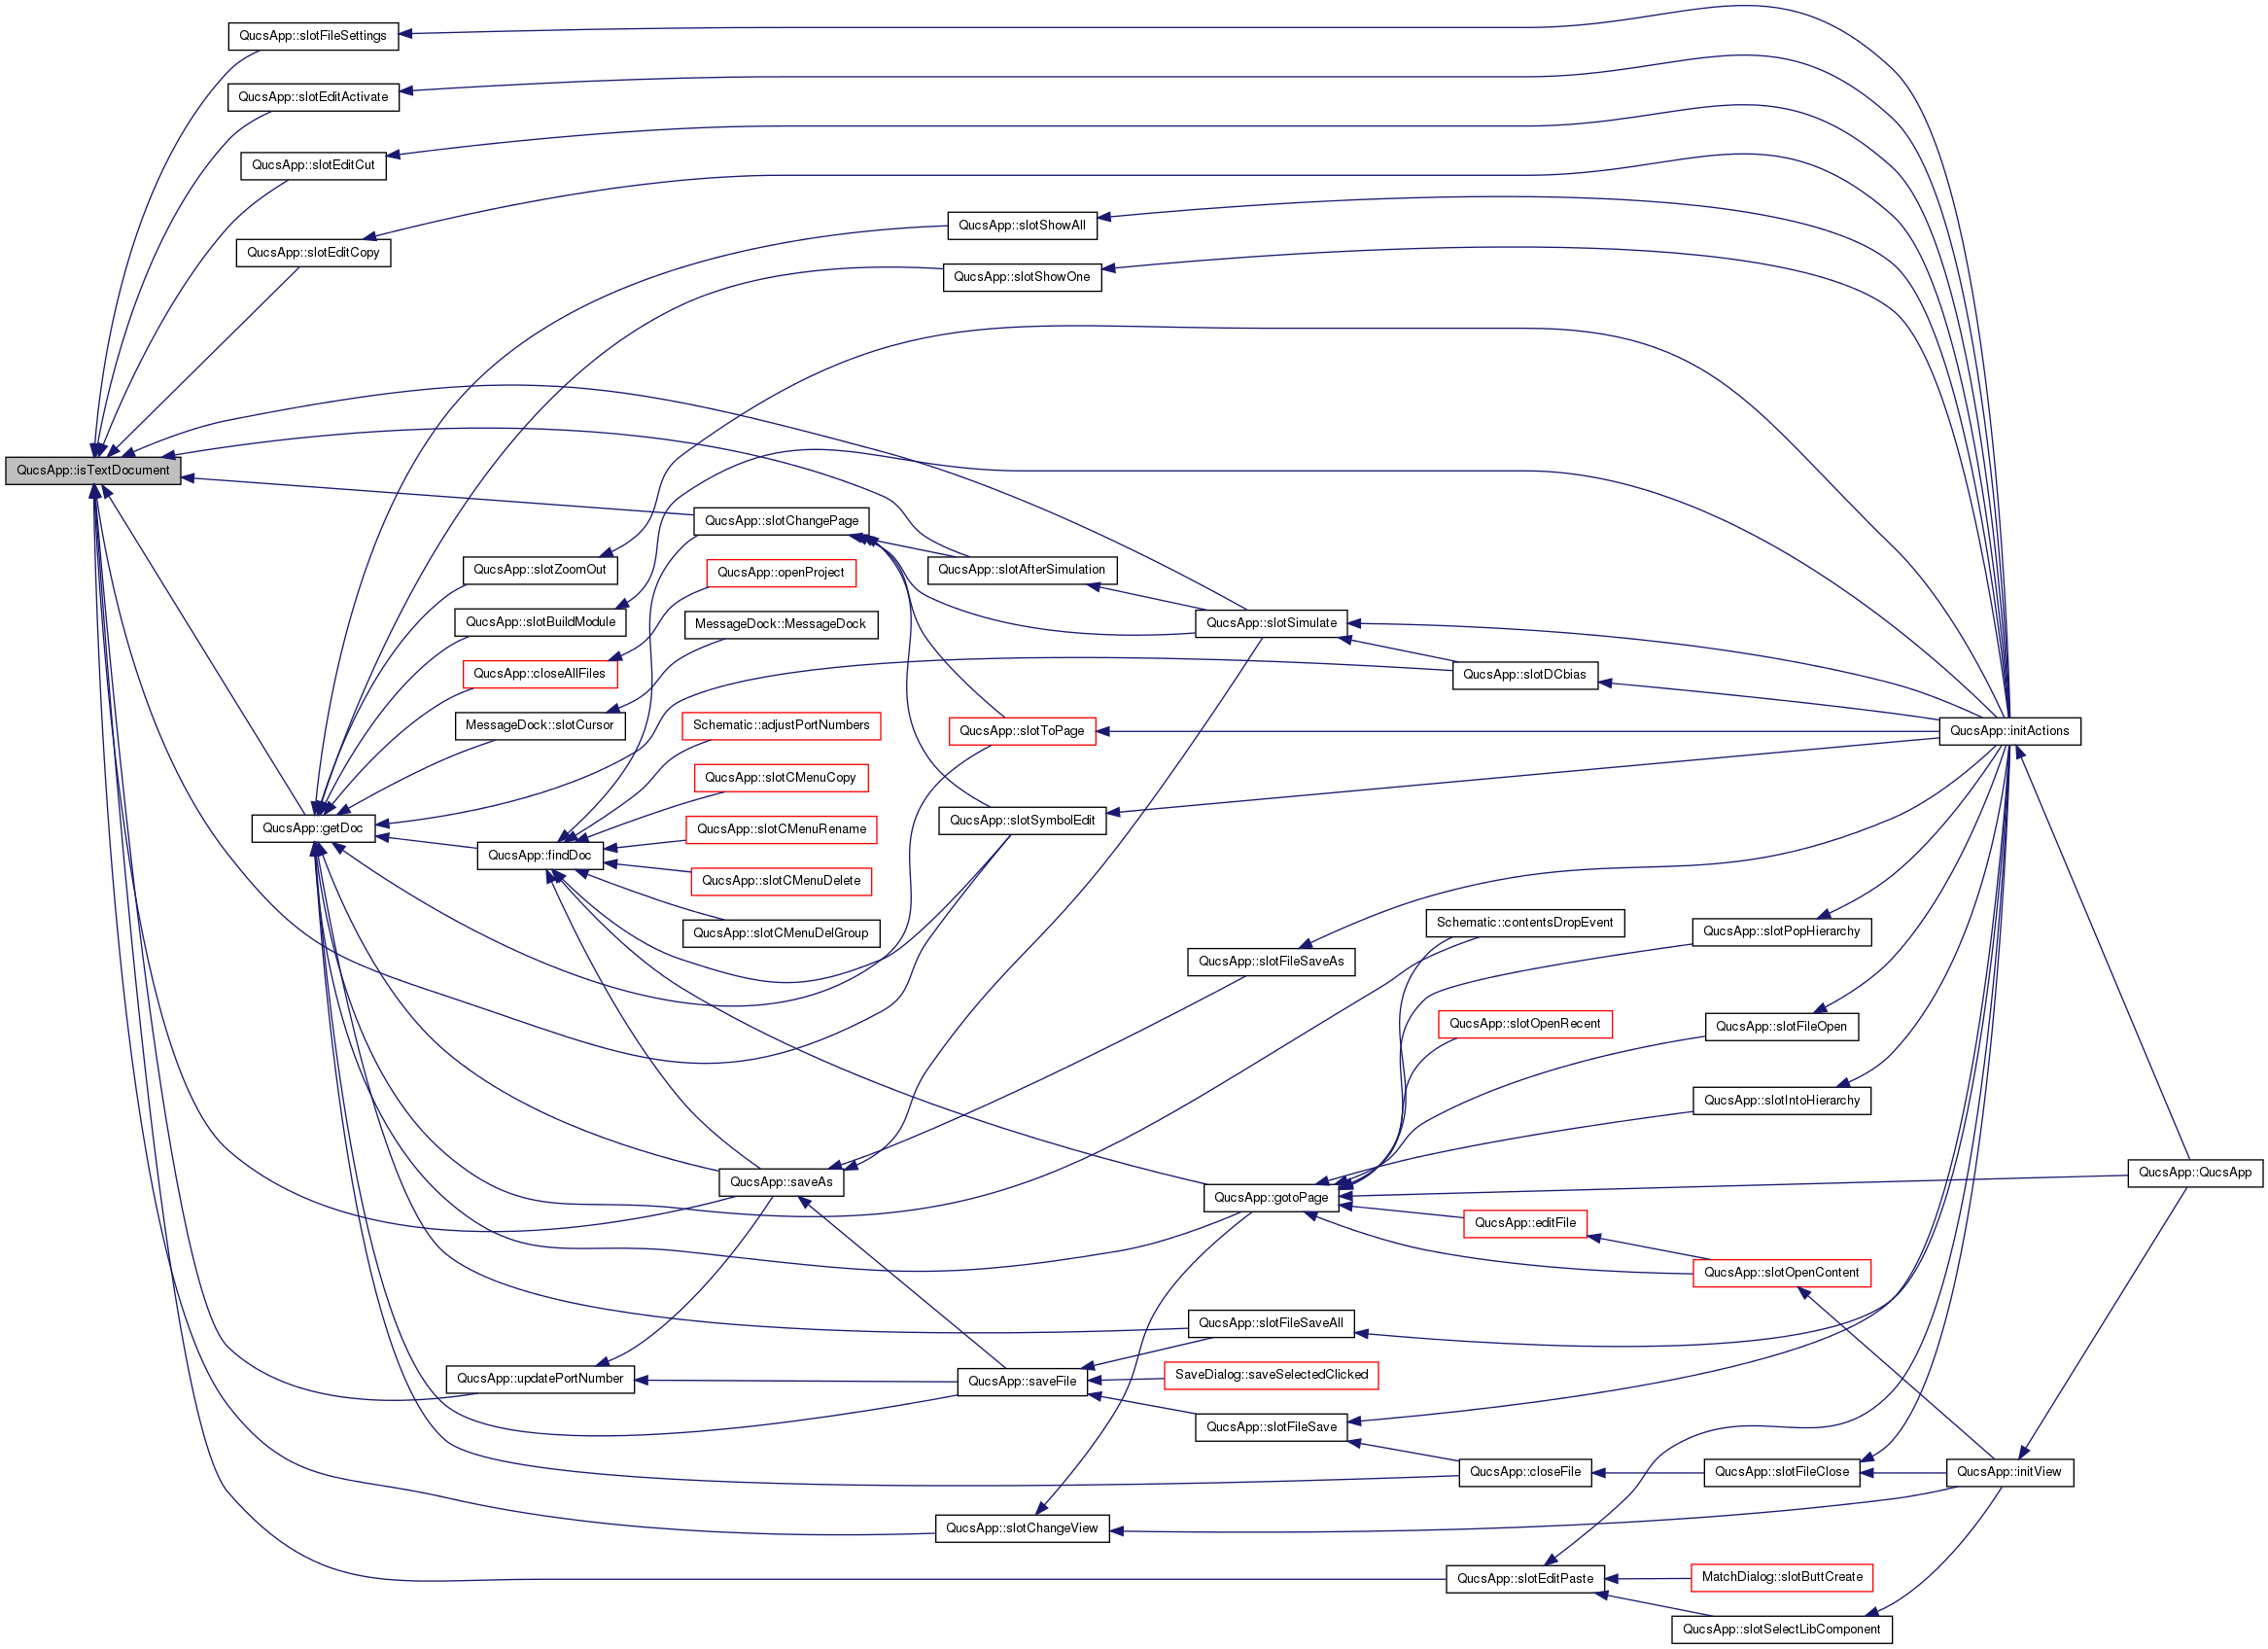 QucsApp::slotFileSettings
QucsApp::slotEditActivate
QucsApp::slotEditCut
QucsApp::slotEditCopy
QucsApp::slotShowAll
QucsApp::slotShowOne
QucsApp::isTextDocument
QucsApp::slotChangePage
QucsApp::slotZoomOut
QucsApp::openProject
QucsApp::slotAfterSimulation
QucsApp::slotBuildModule
MessageDock::MessageDock
QucsApp::slotSimulate
QucsApp::closeAllFiles
QucsApp::slotDCbias
MessageDock::slotCursor
Schematic::adjustPortNumbers
QucsApp::slotToPage
QucsApp::initActions
QucsApp::slotCMenuCopy
QucsApp::getDoc
QucsApp::slotCMenuRename
QucsApp::slotSymbolEdit
QucsApp::findDoc
QucsApp::slotCMenuDelete
QucsApp::slotCMenuDelGroup
Schematic::contentsDropEvent
QucsApp::slotPopHierarchy
QucsApp::slotFileSaveAs
QucsApp::slotOpenRecent
QucsApp::slotFileOpen
QucsApp::slotIntoHierarchy
QucsApp::saveAs
QucsApp::gotoPage
QucsApp::QucsApp
QucsApp::editFile
QucsApp::slotOpenContent
QucsApp::slotFileSaveAll
QucsApp::updatePortNumber
QucsApp::saveFile
SaveDialog::saveSelectedClicked
QucsApp::slotFileSave
QucsApp::closeFile
QucsApp::slotFileClose
QucsApp::initView
QucsApp::slotChangeView
QucsApp::slotEditPaste
MatchDialog::slotButtCreate
QucsApp::slotSelectLibComponent